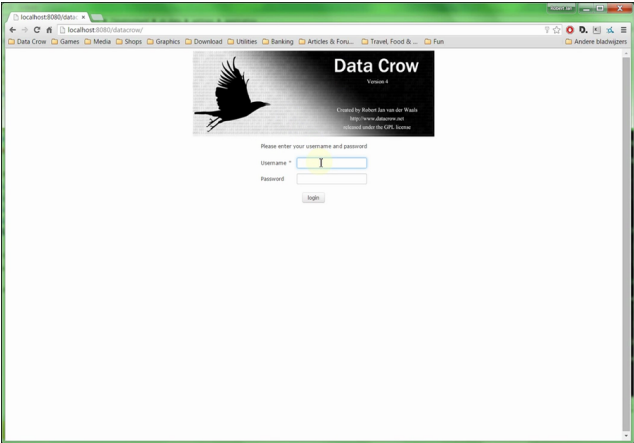 localhost:8080/datac
localhost:8080/datacrow/
Data Crow Games Media Shops Graphics Download Utilities Banking Articles & Foru... Travel, Food & ... Fun Andere bladwijzers
Data Crow
Version 4
Created by Robert Jan van der Waals
http://www.datacrow.net
released under the GPL license
Please enter your username and password
Username *
Password
login